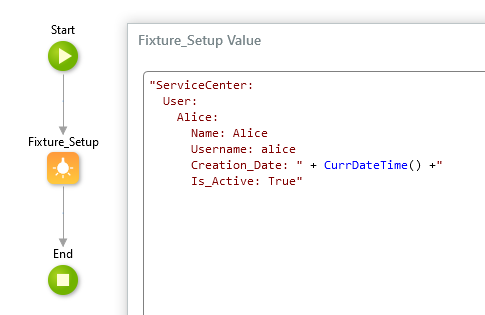 Start
Fixture_Setup
End
Fixture_Setup Value
"ServiceCenter:
  User:
    Alice:
      Name: Alice
      Username: alice
      Creation_Date: " + CurrDateTime() +"
      Is_Active: True"